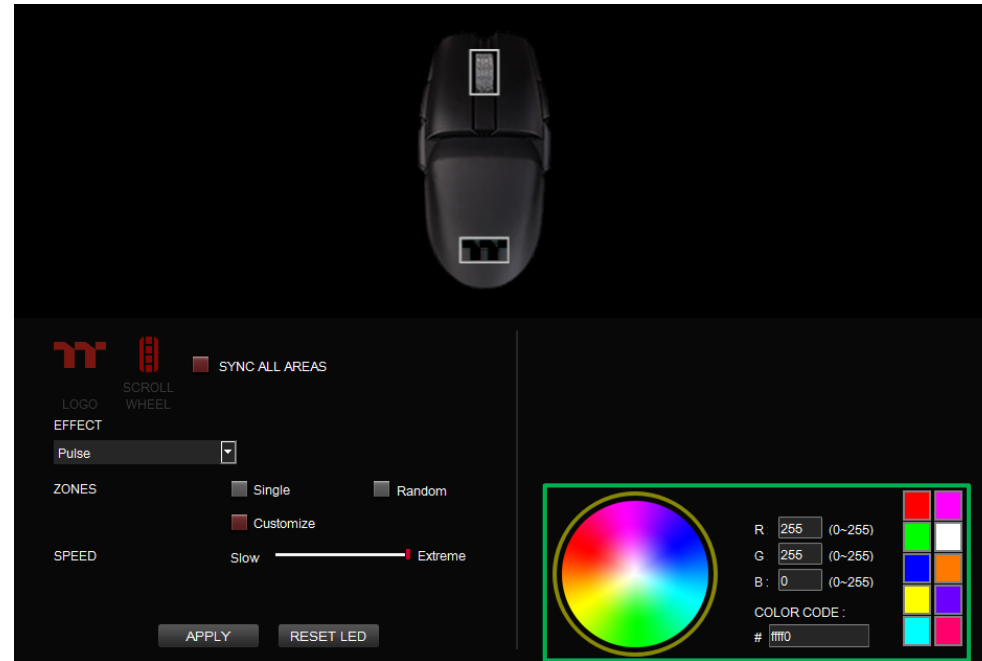 SYNC ALL AREAS
SCROLL
LOGO WHEEL
EFFECT
Pulse
ZONES Single Random
Customize
SPEED Slow Extreme
APPLY RESET LED
R 255 (0~255)
G 255 (0~255)
B : 0 (0~255)
COLOR CODE :
# ffff0